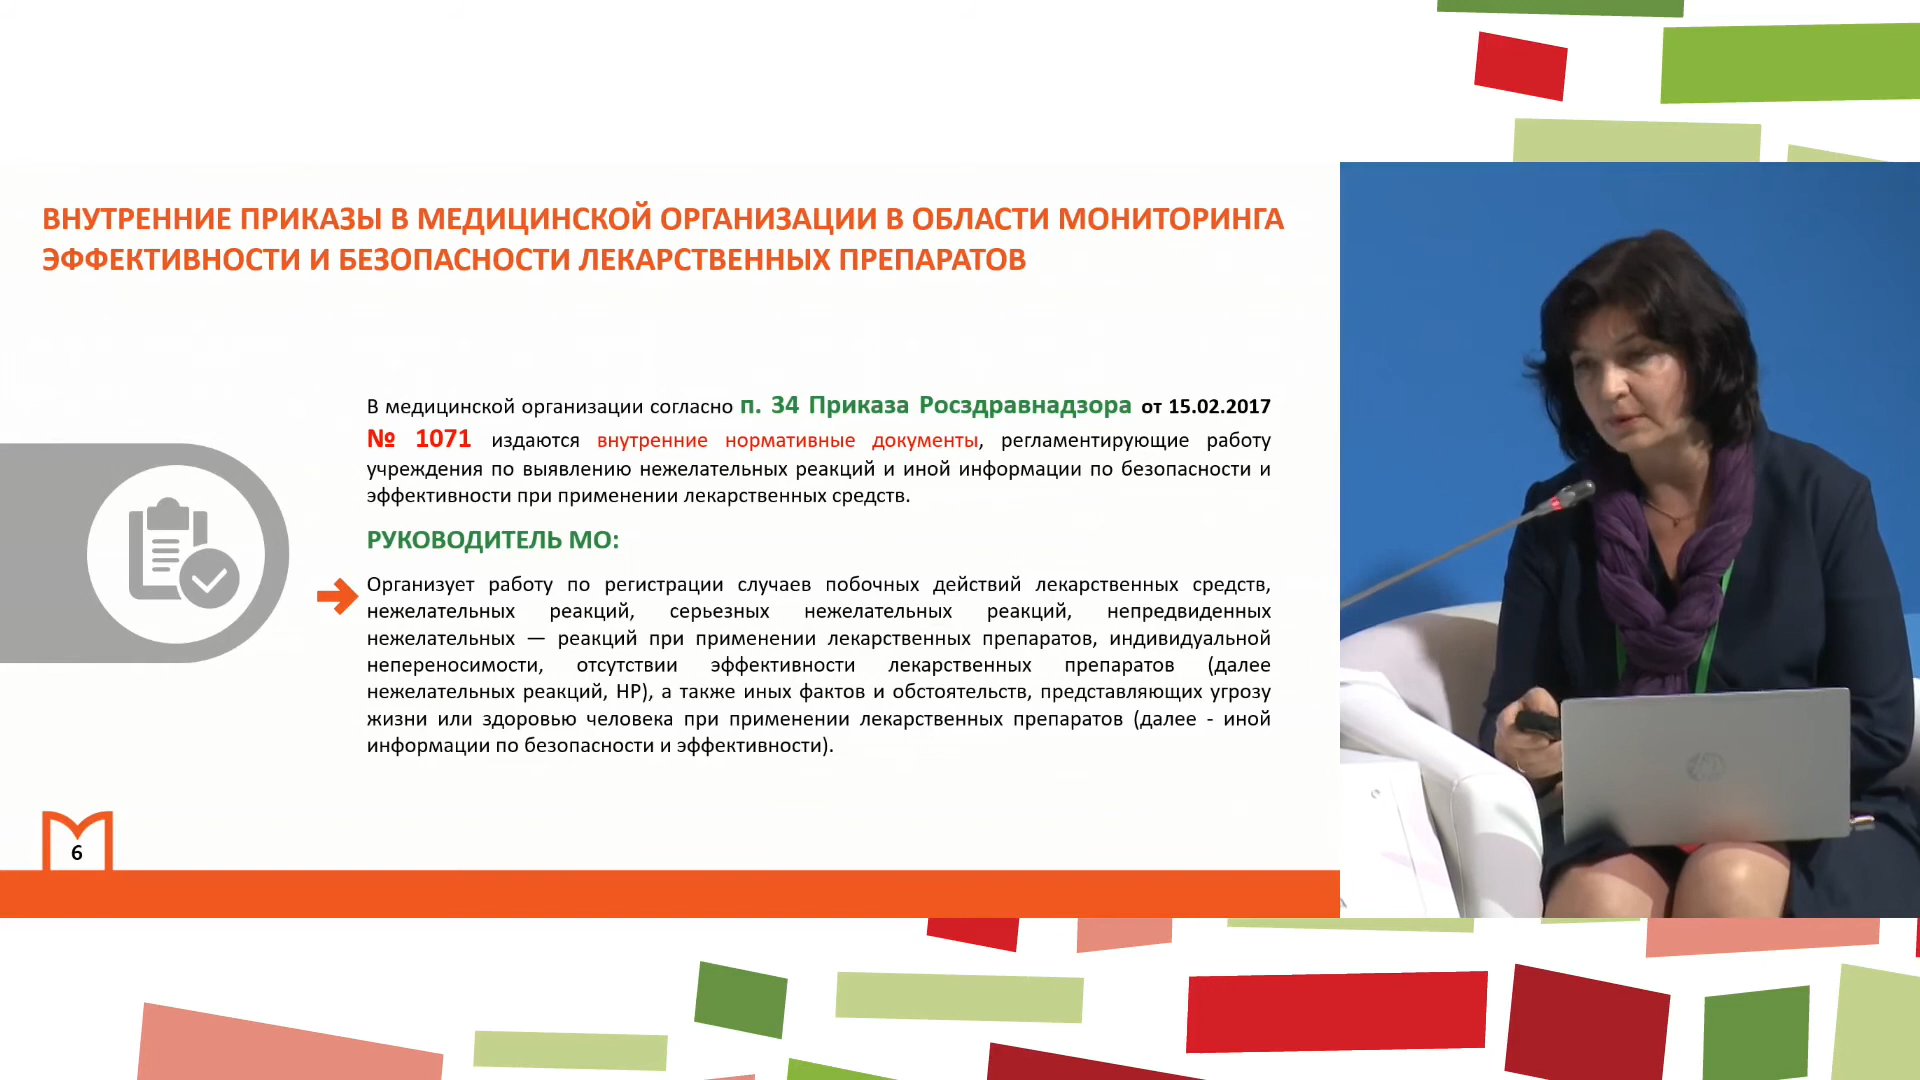 ВНУТРЕННИЕ ПРИКАЗЫ В МЕДИЦИНСКОЙ ОРГАНИЗАЦИИ В ОБЛАСТИ МОНИТОРИНГА
ЭФФЕКТИВНОСТИ И БЕЗОПАСНОСТИ ЛЕКАРСТВЕННЫХ ПРЕПАРАТОВ
В медицинской организации согласно п. 34 Приказа Росздравнадзора от 15.02.2017
№ 1071 издаются внутренние нормативные документы, регламентирующие работу
учреждения по выявлению нежелательных реакций и иной информации по безопасности и
эффективности при применении лекарственных средств.
РУКОВОДИТЕЛЬ МО:
Организует работу по регистрации случаев побочных действий лекарственных средств,
нежелательных реакций, серьезных нежелательных реакций, непредвиденных
нежелательных — реакций при применении лекарственных препаратов, индивидуальной
непереносимости, отсутствии эффективности лекарственных препаратов (далее
нежелательных реакций, НР), а также иных фактов и обстоятельств, представляющих угрозу
жизни или здоровью человека при применении лекарственных препаратов (далее - иной
информации по безопасности и эффективности).
6
hp